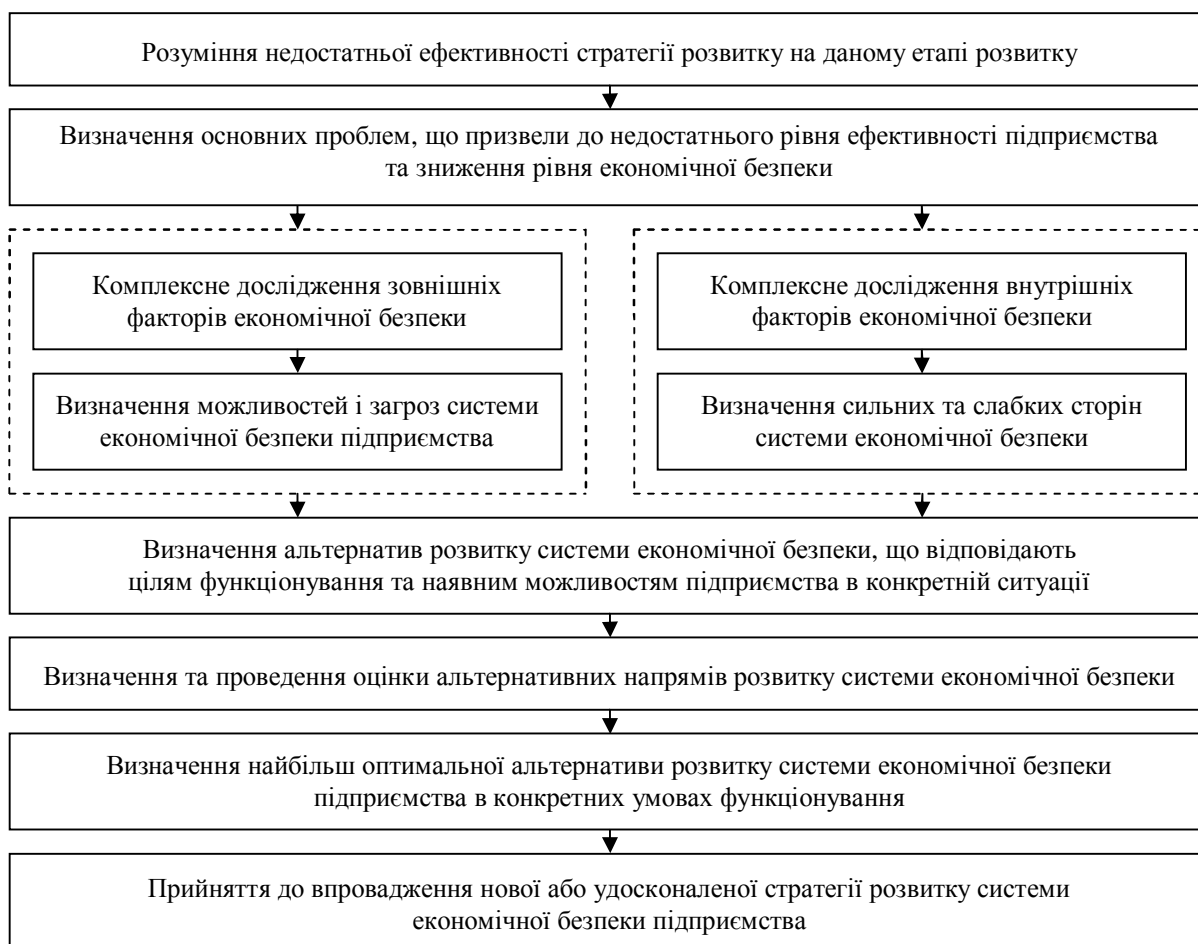 Розуміння недостатньої ефективності стратегії розвитку на даному етапі розвитку
Визначення основних проблем, що призвели до недостатнього рівня ефективності підприємства
та зниження рівня економічної безпеки
Комплексне дослідження зовнішніх
факторів економічної безпеки
Визначення можливостей і загроз системи
економічної безпеки підприємства
Комплексне дослідження внутрішніх
факторів економічної безпеки
Визначення сильних та слабких сторін
системи економічної безпеки
Визначення альтернатив розвитку системи економічної безпеки, що відповідають
цілям функціонування та наявним можливостям підприємства в конкретній ситуації
Визначення та проведення оцінки альтернативних напрямів розвитку системи економічної безпеки
Визначення найбільш оптимальної альтернативи розвитку системи економічної безпеки
підприємства в конкретних умовах функціонування
Прийняття до впровадження нової або удосконаленої стратегії розвитку системи
економічної безпеки підприємства